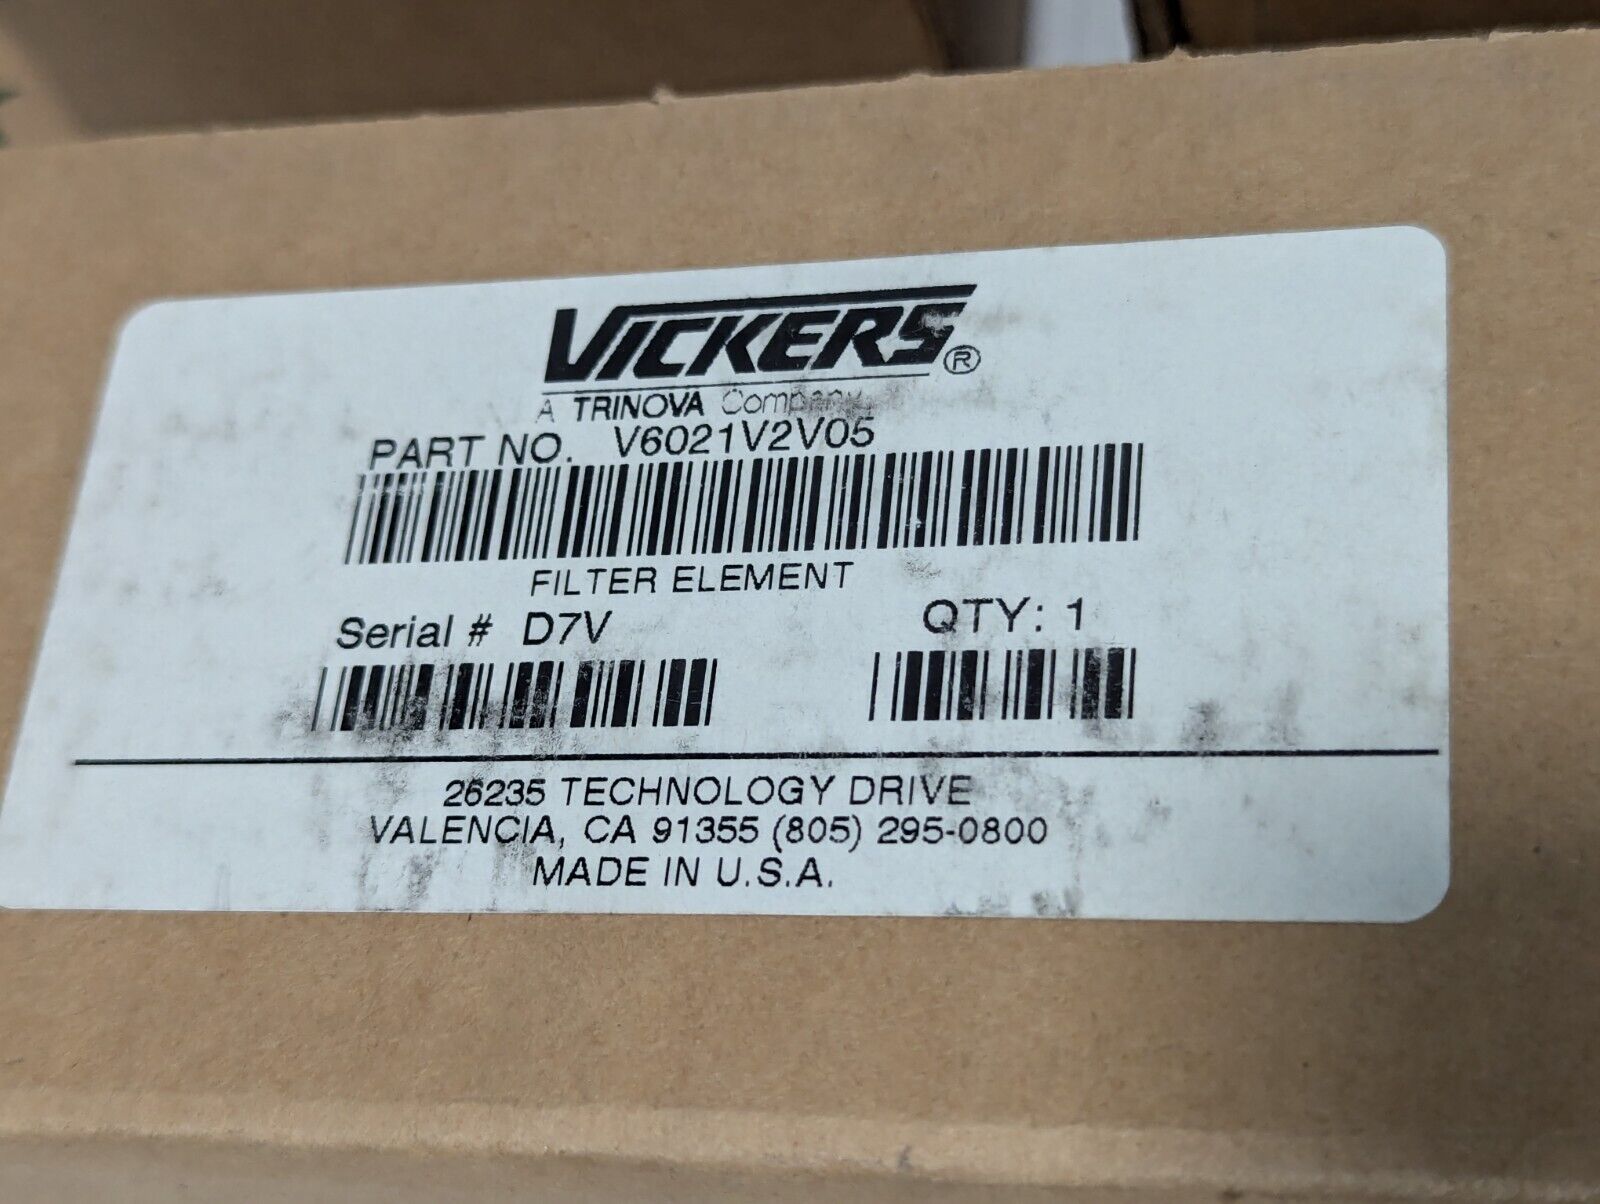 VICKERS®
A TRINOVA Company
PART NO. V6021V2V05
FILTER ELEMENT
Serial # D7V QTY: 1
26235 TECHNOLOGY DRIVE
VALENCIA, CA 91355 (805) 295-0800
MADE IN U.S.A.